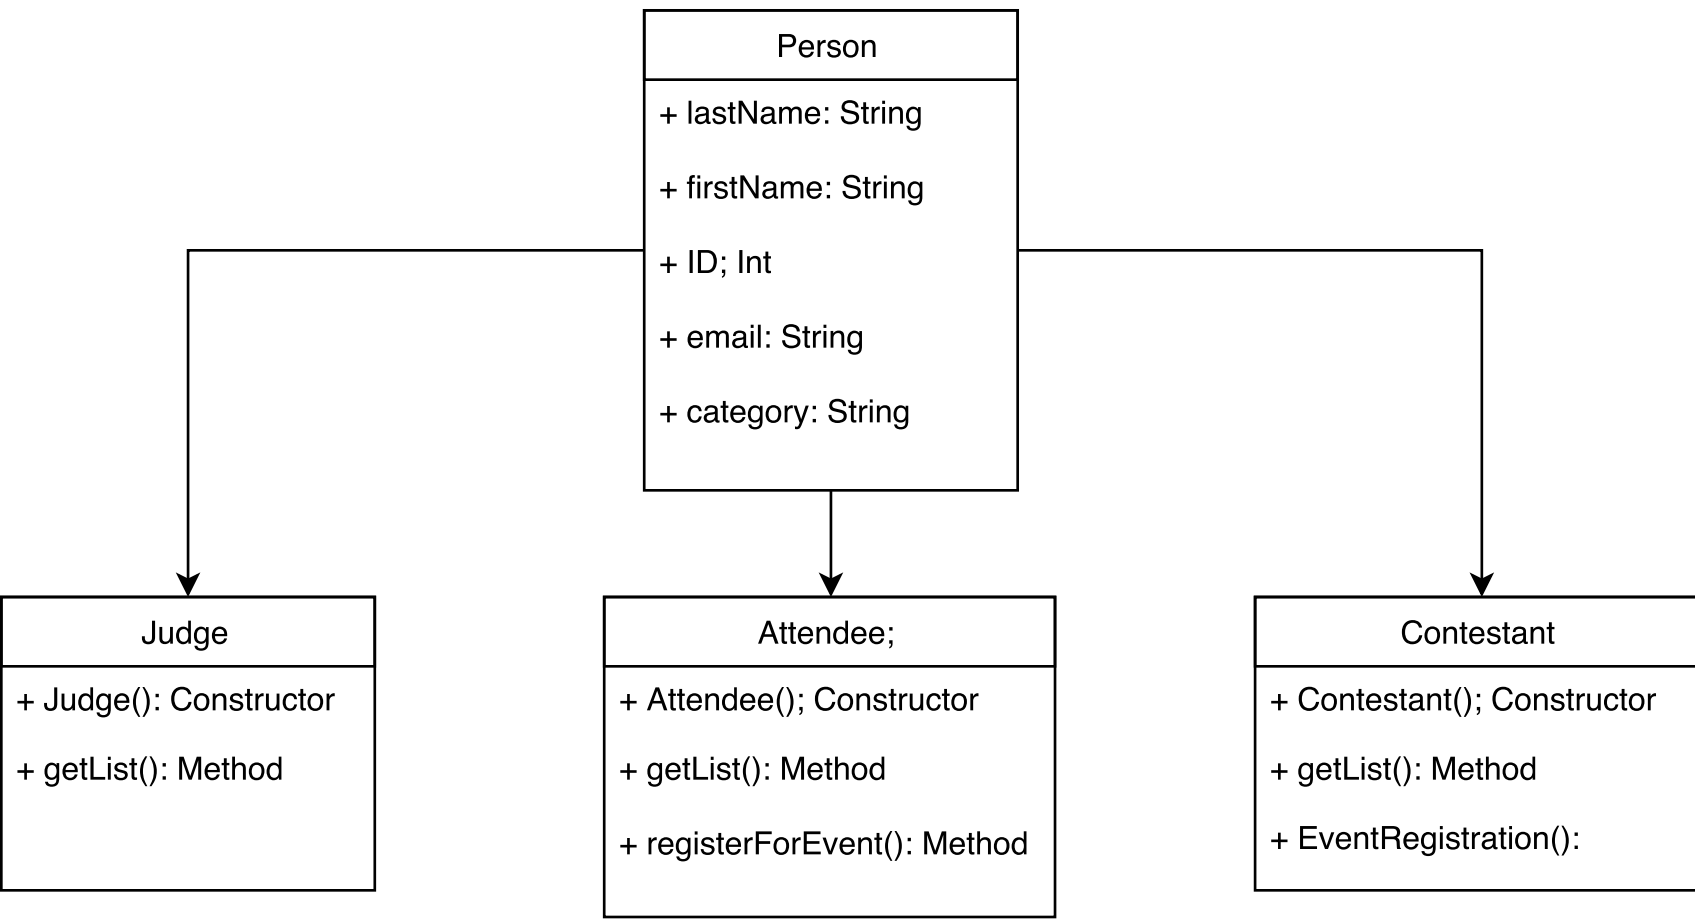 Person
+ lastName: String
+ firstName: String
+ ID; Int
+ email: String
+ category: String
Judge
+ Judge(): Constructor
+ getList(): Method
Attendee;
+ Attendee(); Constructor
+ getList(): Method
+ registerForEvent(): Method
Contestant
+ Contestant(); Constructor
+ getList(): Method
+ EventRegistration():